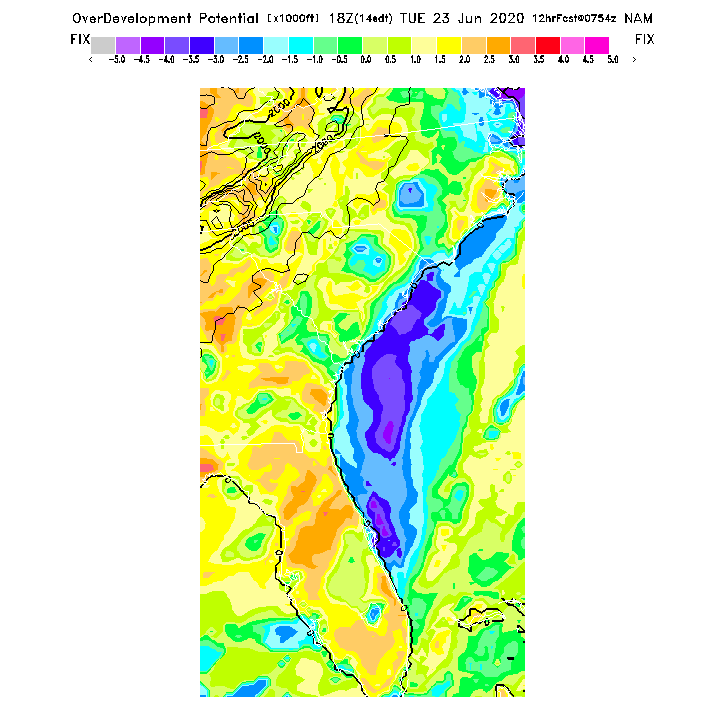 OverDevelopment Potential [x1000ft] 18Z(14edt) TUE 23 Jun 2020 12hrFcst@0754z NAM
FIX FIX
< -5.0 -4.5 -4.0 -3.5 -3.0 -2.5 -2.0 -1.5 -1.0 -0.5 0.0 0.5 1.0 1.5 2.0 2.5 3.0 3.5 4.0 4.5 5.0 >
2000